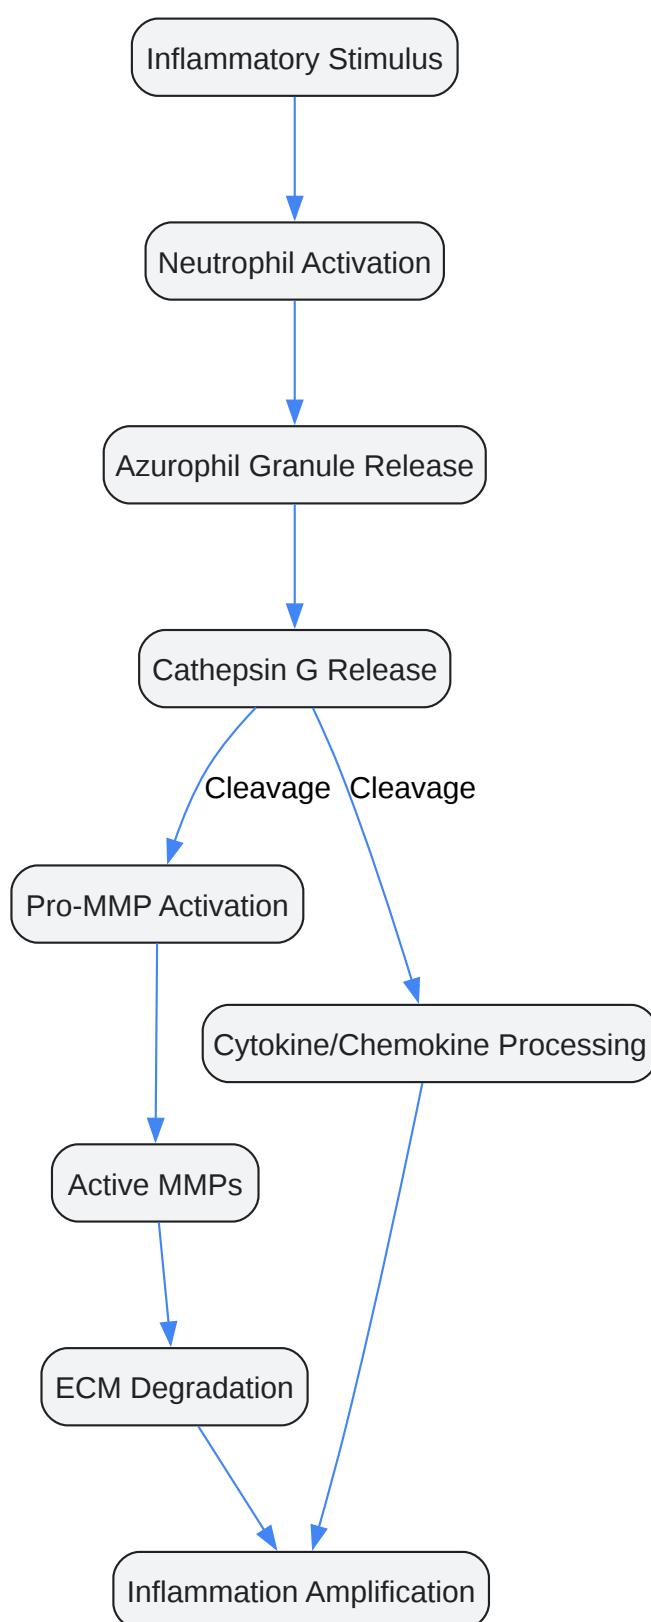 Inflammatory Stimulus
Neutrophil Activation
Azurophil Granule Release
Cathepsin G Release
Cleavage
Cleavage
Pro-MMP Activation
Cytokine/Chemokine Processing
Active MMPs
ECM Degradation
Inflammation Amplification